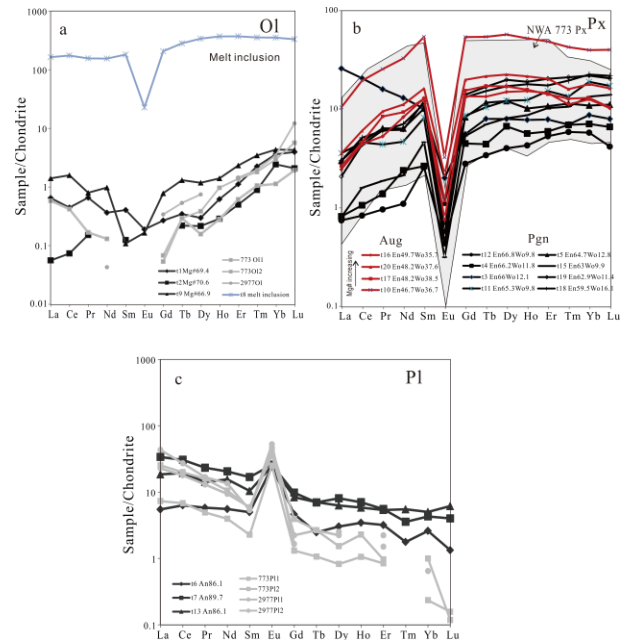 a
Ol
1000
100
10
1
0.1
0.01
Sample/Chondrite
Melt inclusion
773 Ol1
773Ol2
2977Ol
t1Mg#69.4
t2Mg#70.6
t9 Mg#66.9
t8 melt inclusion
La Ce Pr Nd Sm Eu Gd Tb Dy Ho Er Tm Yb Lu
b
Px
100
10
1
0.1
Sample/Chondrite
NWA 773 Px
Aug
Mg# increasing
t16 En49.7Wo35.7
t20 En48.2Wo37.6
t17 En48.2Wo38.5
t10 En46.7Wo36.7
Pgn
t12 En66.8Wo9.8
t4 En66.2Wo11.8
t3 En66Wo12.1
t11 En65.3Wo9.8
t5 En64.7Wo12.8
t15 En63Wo9.9
t19 En62.9Wo11.4
t18 En59.5Wo16.1
La Ce Pr Nd Sm Eu Gd Tb Dy Ho Er Tm Yb Lu
c
Pl
1000
100
10
1
0.1
Sample/Chondrite
t6 An86.1
t7 An89.7
t13 An86.1
773Pl1
773Pl2
2977Pl1
2977Pl2
La Ce Pr Nd Sm Eu Gd Tb Dy Ho Er Tm Yb Lu